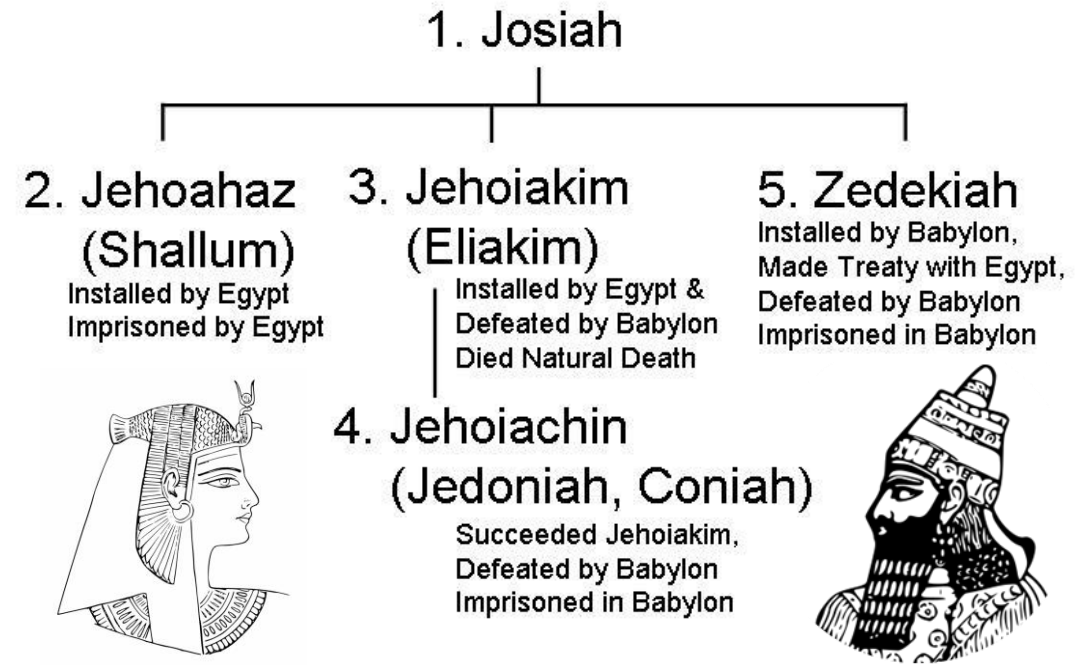 1. Josiah
2. Jehoahaz
(Shallum)
Installed by Egypt
Imprisoned by Egypt
3. Jehoiakim
(Eliakim)
Installed by Egypt &
Defeated by Babylon
Died Natural Death
4. Jehoiachin
(Jedoniah, Coniah)
Succeeded Jehoiakim,
Defeated by Babylon
Imprisoned in Babylon
5. Zedekiah
Installed by Babylon,
Made Treaty with Egypt,
Defeated by Babylon
Imprisoned in Babylon